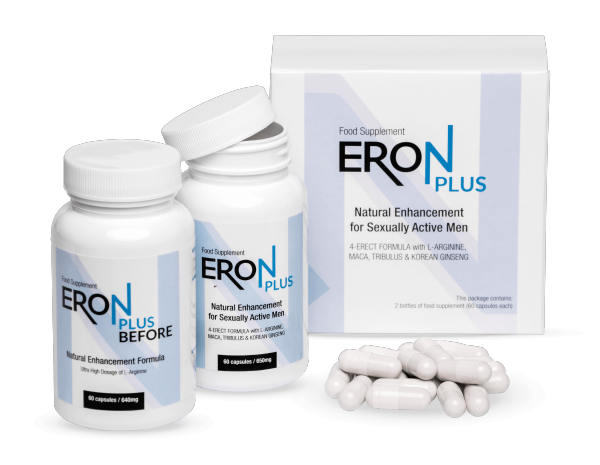 Food Supplement
ERON
PLUS
Natural Enhancement
for Sexually Active Men
4-ERECT FORMULA with L-ARGININE,
MACA, TRIBULUS & KOREAN GINSENG
This package contains:
2 bottles of food supplement (60 capsules each)
Food Supplement
ERON
PLUS
Natural Enhancement
for Sexually Active Men
4-ERECT FORMULA with L-ARGININE,
MACA, TRIBULUS & KOREAN GINSENG
60 capsules / 650mg
Food Supplement
ERON
PLUS
BEFORE
Natural Enhancement Formula
Ultra High Dosage of L-Arginine
60 capsules / 640mg